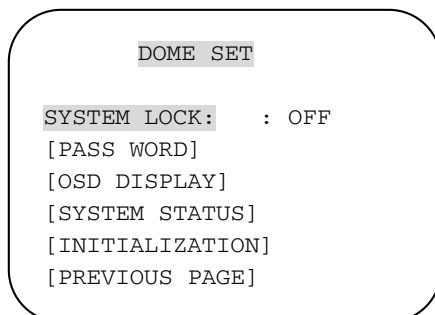 DOME SET
SYSTEM LOCK: : OFF
[PASS WORD]
[OSD DISPLAY]
[SYSTEM STATUS]
[INITIALIZATION]
[PREVIOUS PAGE]